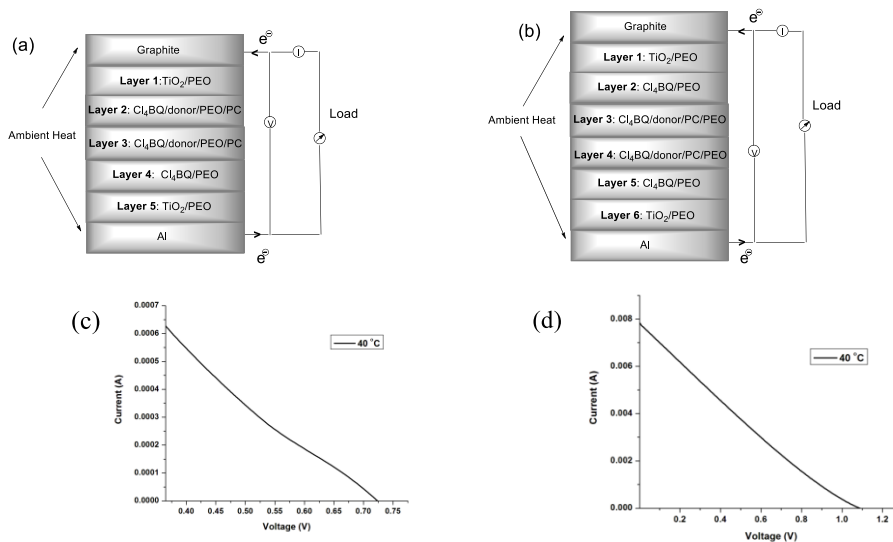 (a)
e⊖
Graphite
I
Layer 1:TiO₂/PEO
Layer 2: Cl₄BQ/donor/PEO/PC
V
Load
Ambient Heat
Layer 3: Cl₄BQ/donor/PEO/PC
Layer 4: Cl₄BQ/PEO
Layer 5: TiO₂/PEO
Al
e⊖
(b)
e⊖
Graphite
I
Layer 1: TiO₂/PEO
Layer 2: Cl₄BQ/PEO
Ambient Heat
Layer 3: Cl₄BQ/donor/PC/PEO
Load
Layer 4: Cl₄BQ/donor/PC/PEO
V
Layer 5: Cl₄BQ/PEO
Layer 6: TiO₂/PEO
Al
e⊖
(c)
0.0007
0.0006
0.0005
0.0004
0.0003
0.0002
0.0001
0.0000
Current (A)
40 °C
0.40 0.45 0.50 0.55 0.60 0.65 0.70 0.75
Voltage (V)
(d)
0.008
0.006
0.004
0.002
0.000
Current (A)
40 °C
0.2 0.4 0.6 0.8 1.0 1.2
Voltage (V)